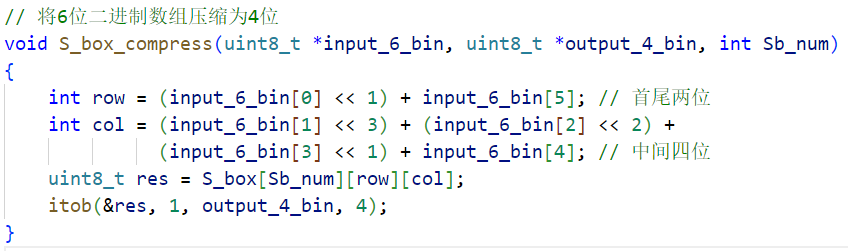 // 将6位二进制数组压缩为4位
void S_box_compress(uint8_t *input_6_bin, uint8_t *output_4_bin, int Sb_num)
{
    int row = (input_6_bin[0] << 1) + input_6_bin[5]; // 首尾两位
    int col = (input_6_bin[1] << 3) + (input_6_bin[2] << 2) +
              (input_6_bin[3] << 1) + input_6_bin[4]; // 中间四位
    uint8_t res = S_box[Sb_num][row][col];
    itob(&res, 1, output_4_bin, 4);
}